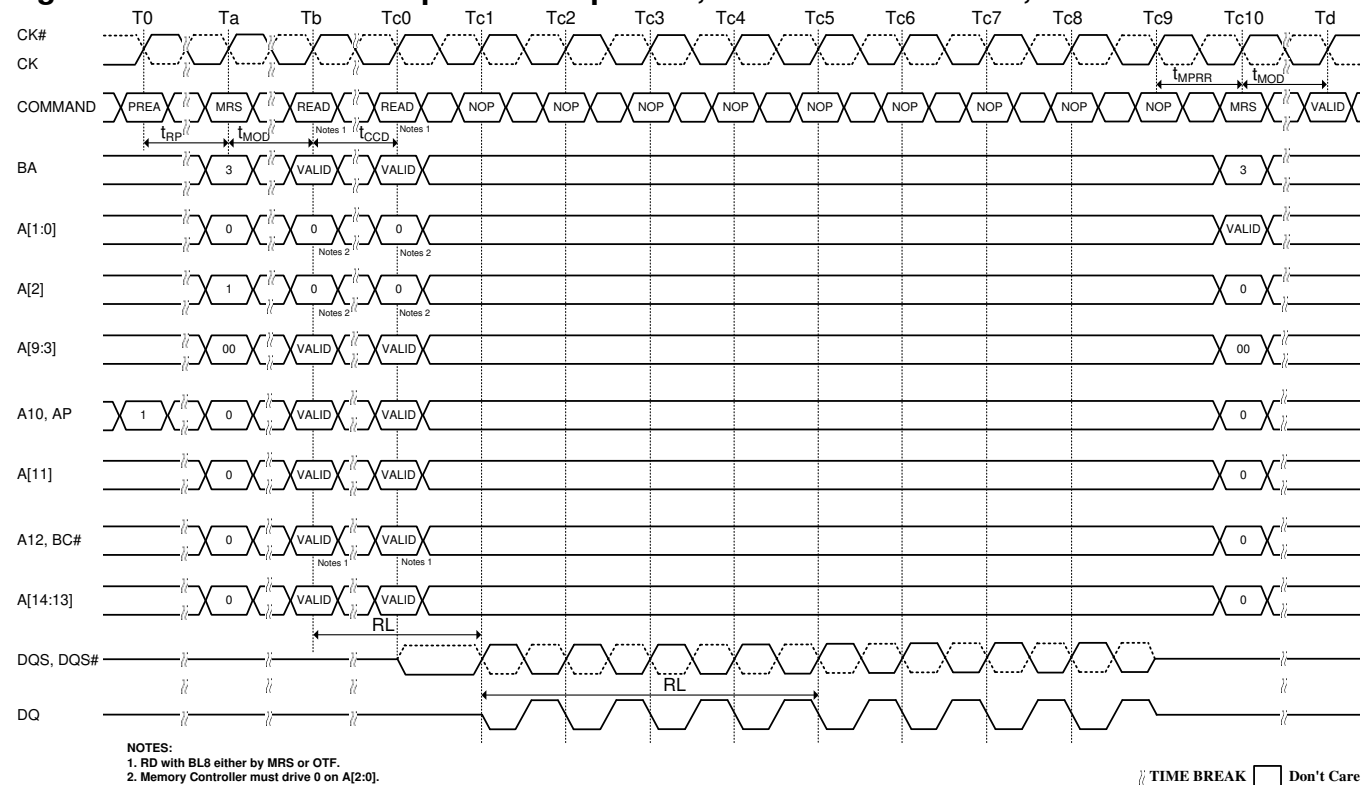 T0 Ta Tb Tc0 Tc1 Tc2 Tc3 Tc4 Tc5 Tc6 Tc7 Tc8 Tc9 Tc10 Td
CK#
CK
tMPRR tMOD
COMMAND PREA MRS READ READ NOP NOP NOP NOP NOP NOP NOP NOP NOP MRS VALID
Notes 1 Notes 1
tRP tMOD tCCD
BA 3 VALID VALID 3
A[1:0] 0 0 0 VALID
Notes 2 Notes 2
A[2] 1 0 0 0
Notes 2 Notes 2
A[9:3] 00 VALID VALID 00
A10, AP 1 0 VALID VALID 0
A[11] 0 VALID VALID 0
A12, BC# 0 VALID VALID 0
Notes 1 Notes 1
A[14:13] 0 VALID VALID 0
RL
DQS, DQS#
RL
DQ
NOTES:
1. RD with BL8 either by MRS or OTF.
2. Memory Controller must drive 0 on A[2:0].
TIME BREAK Don't Care